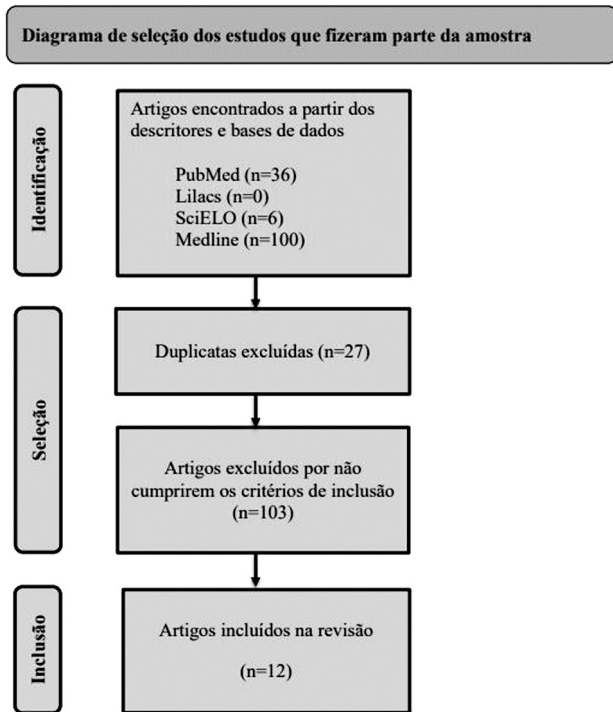 Diagrama de seleção dos estudos que fizeram parte da amostra
Identificação
Artigos encontrados a partir dos
descritores e bases de dados
PubMed (n=36)
Lilacs (n=0)
SciELO (n=6)
Medline (n=100)
Seleção
Duplicatas excluídas (n=27)
Artigos excluídos por não
cumprirem os critérios de inclusão
(n=103)
Inclusão
Artigos incluídos na revisão
(n=12)